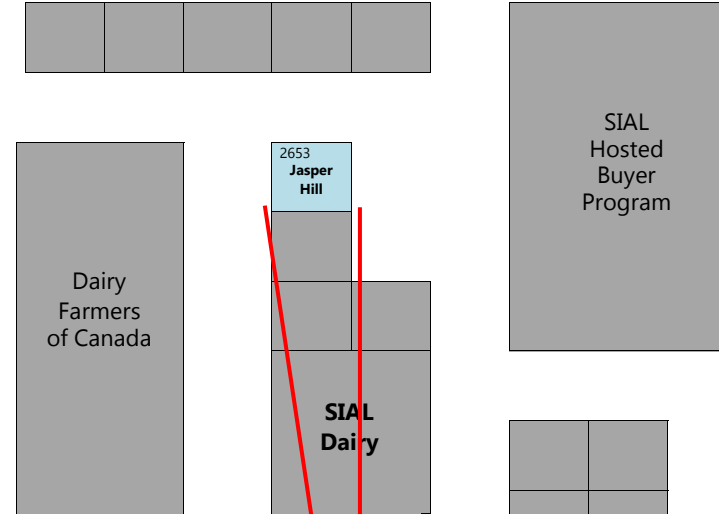 2653
Jasper
Hill
SIAL
Hosted
Buyer
Program
Dairy
Farmers
of Canada
SIAL
Dairy